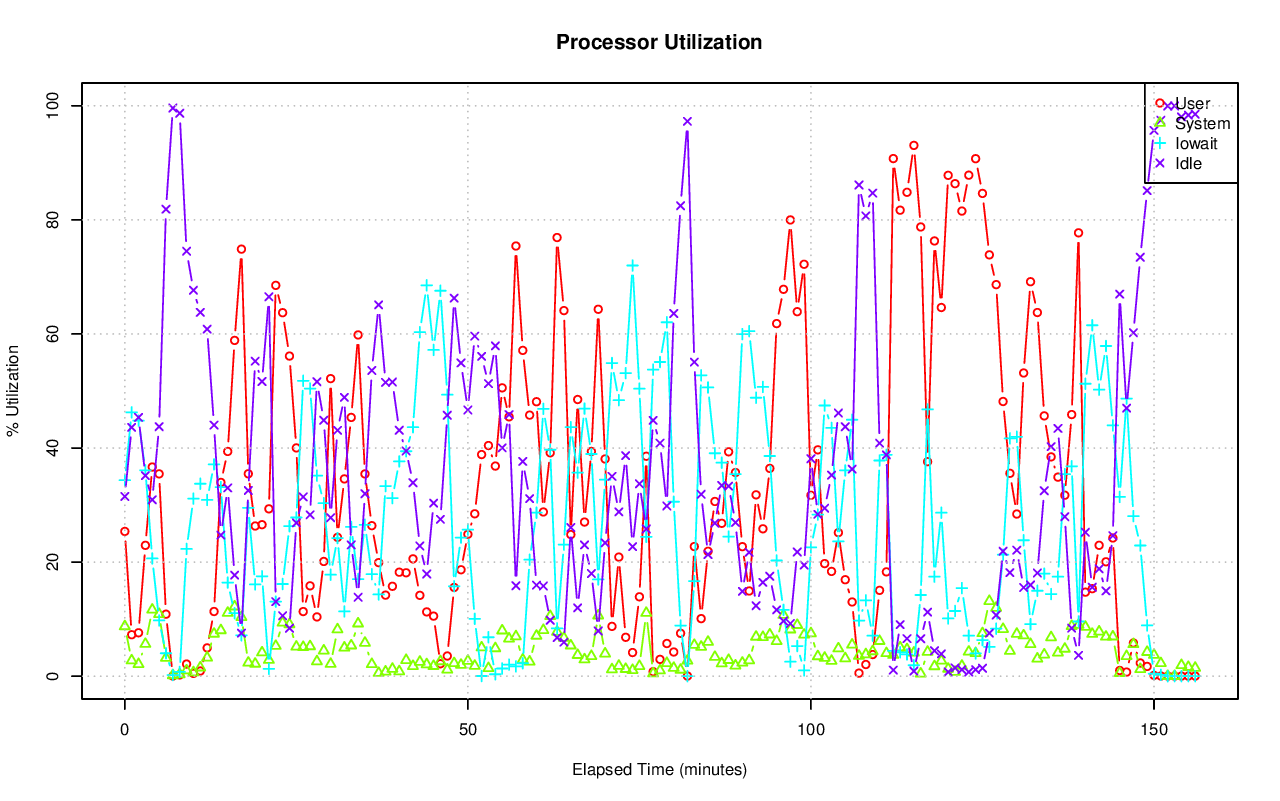 Processor Utilization
% Utilization
100
80
60
40
20
0
User
System
Iowait
Idle
0
50
100
150
Elapsed Time (minutes)